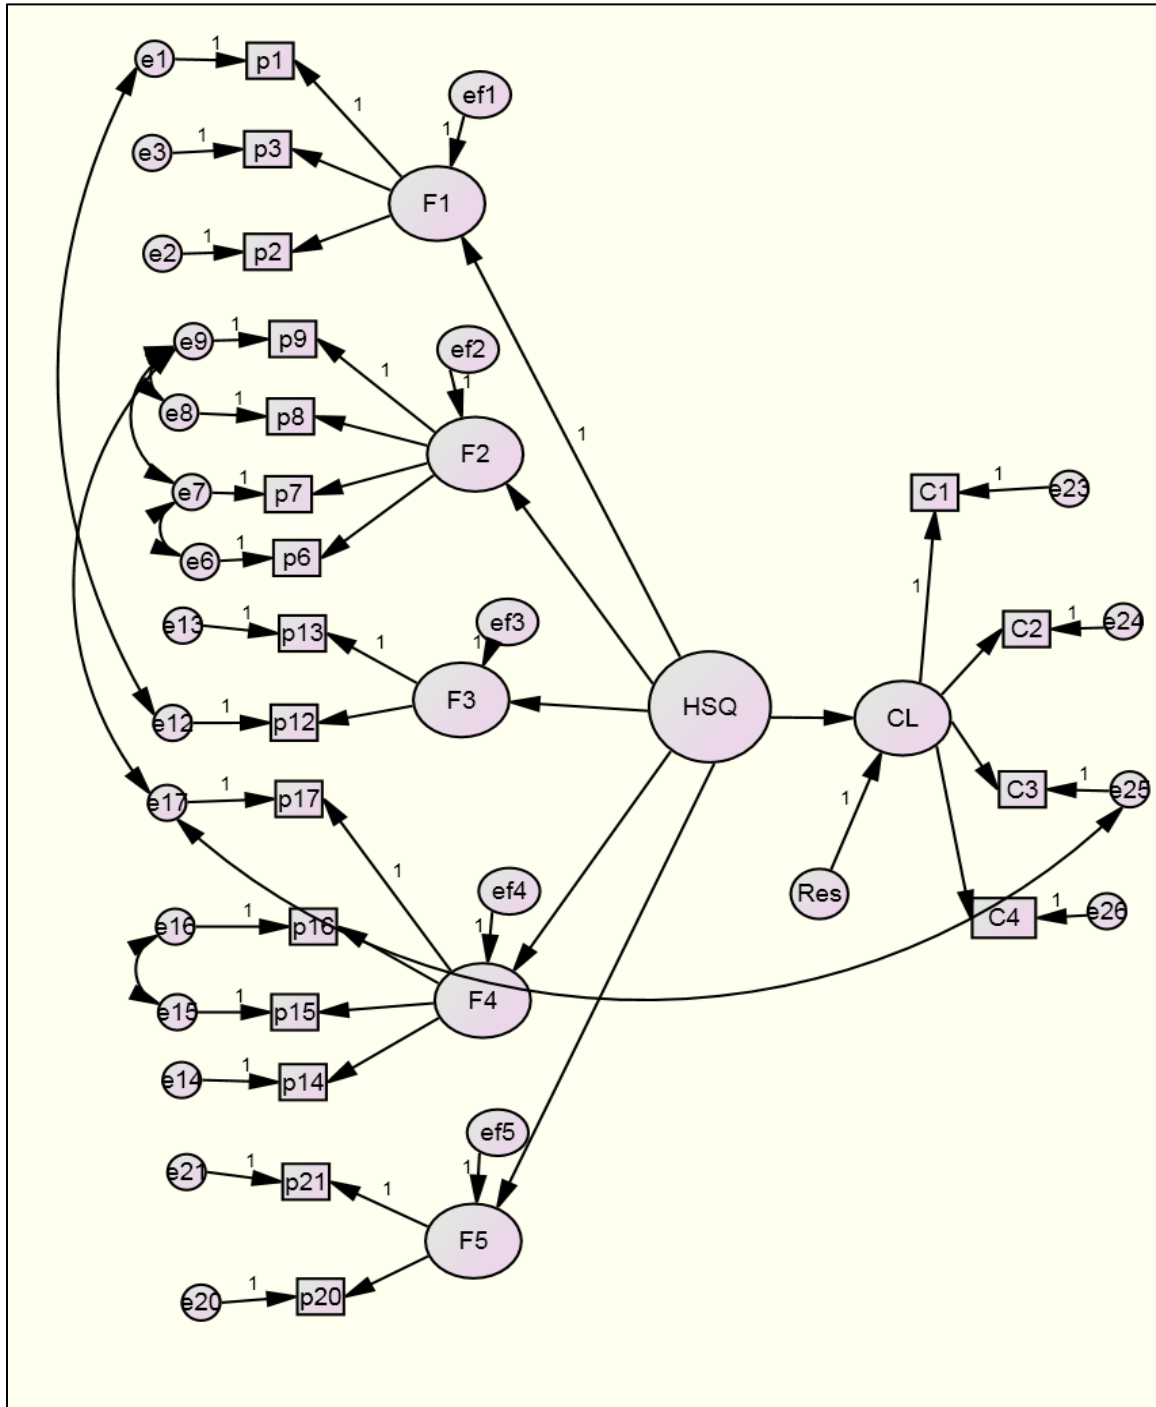 e1 1 p1
1
ef1
1
e3 1 p3
F1
e2 1 p2
e9 1 p9
ef2
1
1
e8 1 p8
F2
1
e7 1 p7
C1 1 e23
e6 1 p6
1
e13 1 p13
1
ef3
1
C2 1 e24
F3
HSQ
CL
e12 1 p12
e17 1 p17
C3 1 e25
1
1
ef4
Res
e16 1 p16
1
C4 1 e26
F4
e15 1 p15
e14 1 p14
ef5
1
e21 1 p21
1
F5
e20 1 p20